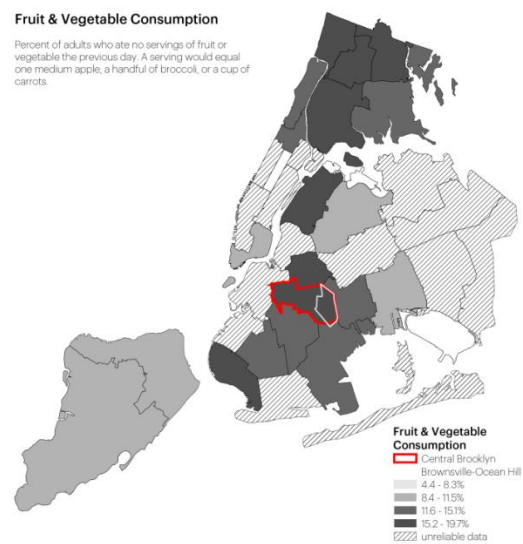 Fruit & Vegetable Consumption
Percent of adults who ate no servings of fruit or
vegetable the previous day. A serving would equal
one medium apple, a handful of broccoli, or a cup of
carrots.
Fruit & Vegetable
Consumption
Central Brooklyn
Brownsville-Ocean Hill
4.4 - 8.3%
8.4 - 11.5%
11.6 - 15.1%
15.2 - 19.7%
unreliable data